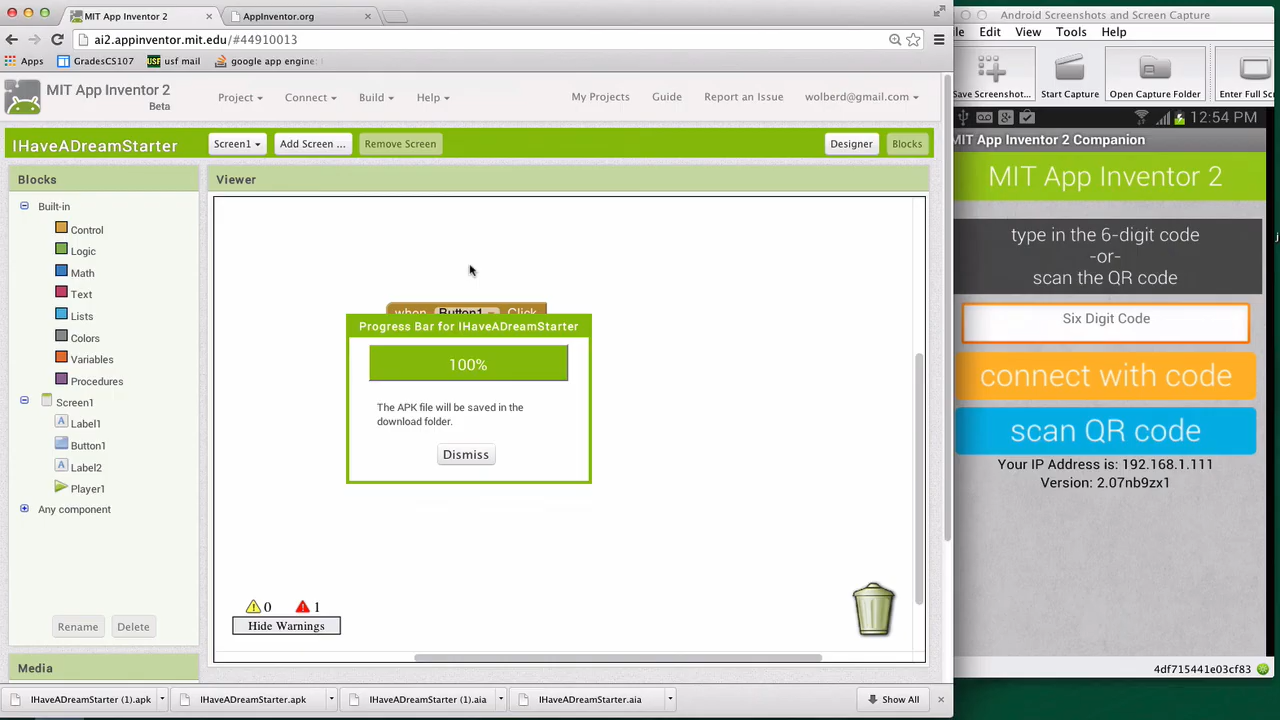 MIT App Inventor 2
AppInventor.org
ai2.appinventor.mit.edu/#44910013
Apps
GradesCS107
usf mail
google app engine:
MIT App Inventor 2
Beta
Project
Connect
Build
Help
My Projects
Guide
Report an Issue
wolberd@gmail.com
IHaveADreamStarter
Screen1
Add Screen ...
Remove Screen
Designer
Blocks
Blocks
Built-in
Control
Logic
Math
Text
Lists
Colors
Variables
Procedures
Screen1
Label1
Button1
Label2
Player1
Any component
Rename
Delete
Media
Viewer
when Button1 Click
Progress Bar for IHaveADreamStarter
100%
The APK file will be saved in the
download folder.
Dismiss
0
1
Hide Warnings
IHaveADreamStarter (1).apk
IHaveADreamStarter.apk
IHaveADreamStarter (1).aia
IHaveADreamStarter.aia
Show All
Android Screenshots and Screen Capture
File Edit View Tools Help
Save Screenshot...
Start Capture
Open Capture Folder
Enter Full Scr
12:54 PM
MIT App Inventor 2 Companion
MIT App Inventor 2
type in the 6-digit code
-or-
scan the QR code
Six Digit Code
connect with code
scan QR code
Your IP Address is: 192.168.1.111
Version: 2.07nb9zx1
4df715441e03cf83